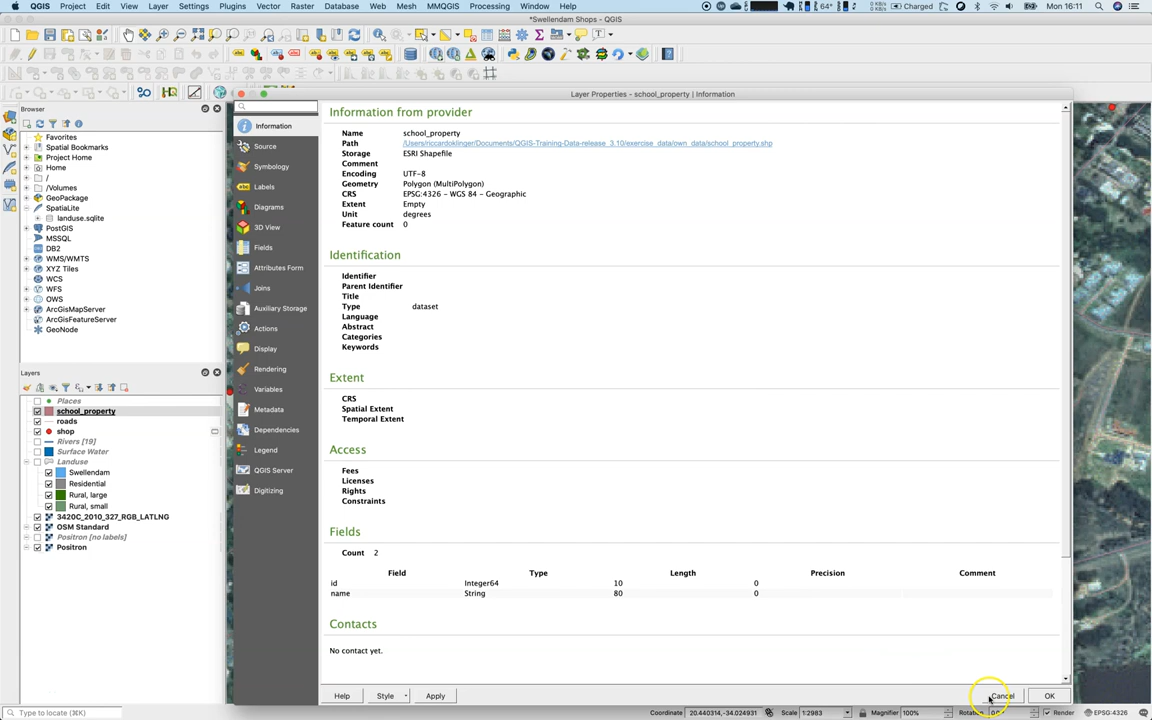 QGIS Project Edit View Layer Settings Plugins Vector Raster Database Web Mesh MMQGIS Processing Window Help 64° Charged Mon 16:11
*Swellendam Shops - QGIS
Browser
Favorites
Spatial Bookmarks
Project Home
Home
/
/Volumes
GeoPackage
SpatiaLite
landuse.sqlite
PostGIS
MSSQL
DB2
WMS/WMTS
XYZ Tiles
WCS
WFS
OWS
ArcGisMapServer
ArcGisFeatureServer
GeoNode
Layers
Places
school_property
roads
shop
Rivers [19]
Surface Water
Landuse
Swellendam
Residential
Rural, large
Rural, small
3420C_2010_327_RGB_LATLNG
OSM Standard
Positron [no labels]
Positron
Layer Properties - school_property | Information
Information
Source
Symbology
Labels
Diagrams
3D View
Fields
Attributes Form
Joins
Auxiliary Storage
Actions
Display
Rendering
Variables
Metadata
Dependencies
Legend
QGIS Server
Digitizing
Information from provider
Name school_property
Path /Users/riccardoklinger/Documents/QGIS-Training-Data-release_3.10/exercise_data/own_data/school_property.shp
Storage ESRI Shapefile
Comment
Encoding UTF-8
Geometry Polygon (MultiPolygon)
CRS EPSG:4326 - WGS 84 - Geographic
Extent Empty
Unit degrees
Feature count 0
Identification
Identifier
Parent Identifier
Title
Type dataset
Language
Abstract
Categories
Keywords
Extent
CRS
Spatial Extent
Temporal Extent
Access
Fees
Licenses
Rights
Constraints
Fields
Count 2
Field Type Length Precision Comment
id Integer64 10 0
name String 80 0
Contacts
No contact yet.
Help Style Apply Cancel OK
Type to locate (⌘K) Coordinate 20.440314,-34.024931 Scale 1:2983 Magnifier 100% Rotation 0.0 ° Render EPSG:4326